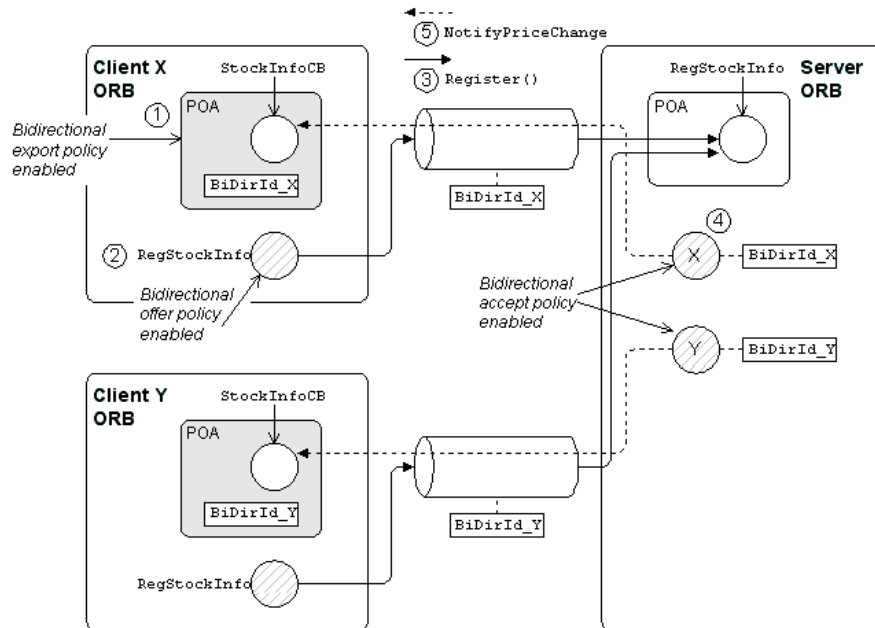 5 NotifyPriceChange
3 Register()
Client X
ORB
StockInfoCB
1
POA
BiDirId_X
Bidirectional
export policy
enabled
2 RegStockInfo
Bidirectional
offer policy
enabled
BiDirId_X
Server
ORB
RegStockInfo
POA
4
X
BiDirId_X
Bidirectional
accept policy
enabled
Y
BiDirId_Y
Client Y
ORB
StockInfoCB
POA
BiDirId_Y
RegStockInfo
BiDirId_Y